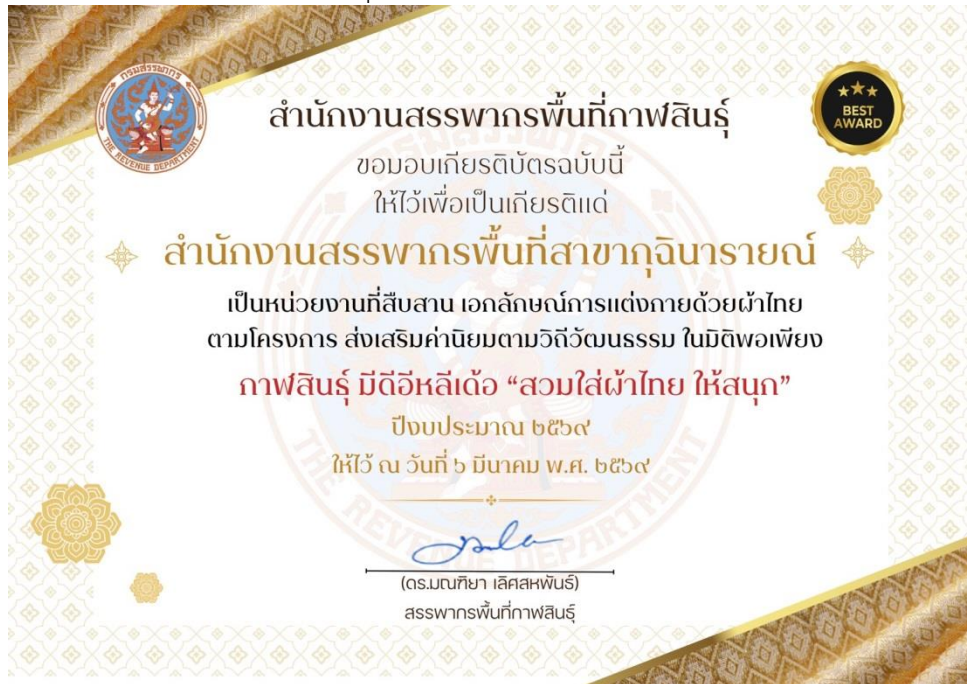 กรมสรรพากร
THE REVENUE DEPARTMENT
BEST
AWARD
สำนักงานสรรพากรพื้นที่กาฬสินธุ์
ขอมอบเกียรติบัตรฉบับนี้
ให้ไว้เพื่อเป็นเกียรติแด่
สำนักงานสรรพากรพื้นที่สาขากุฉินารายณ์
เป็นหน่วยงานที่สืบสาน เอกลักษณ์การแต่งกายด้วยผ้าไทย
ตามโครงการ ส่งเสริมค่านิยมตามวิถีวัฒนธรรม ในมิติพอเพียง
กาฬสินธุ์ มีดีอีหลีเด้อ “สวมใส่ผ้าไทย ให้สนุก”
ปีงบประมาณ ๒๕๖๙
ให้ไว้ ณ วันที่ ๖ มีนาคม พ.ศ. ๒๕๖๙
(ดร.มณฑิยา เลิศสหพันธ์)
สรรพากรพื้นที่กาฬสินธุ์
กรมสรรพากร
THE REVENUE DEPARTMENT